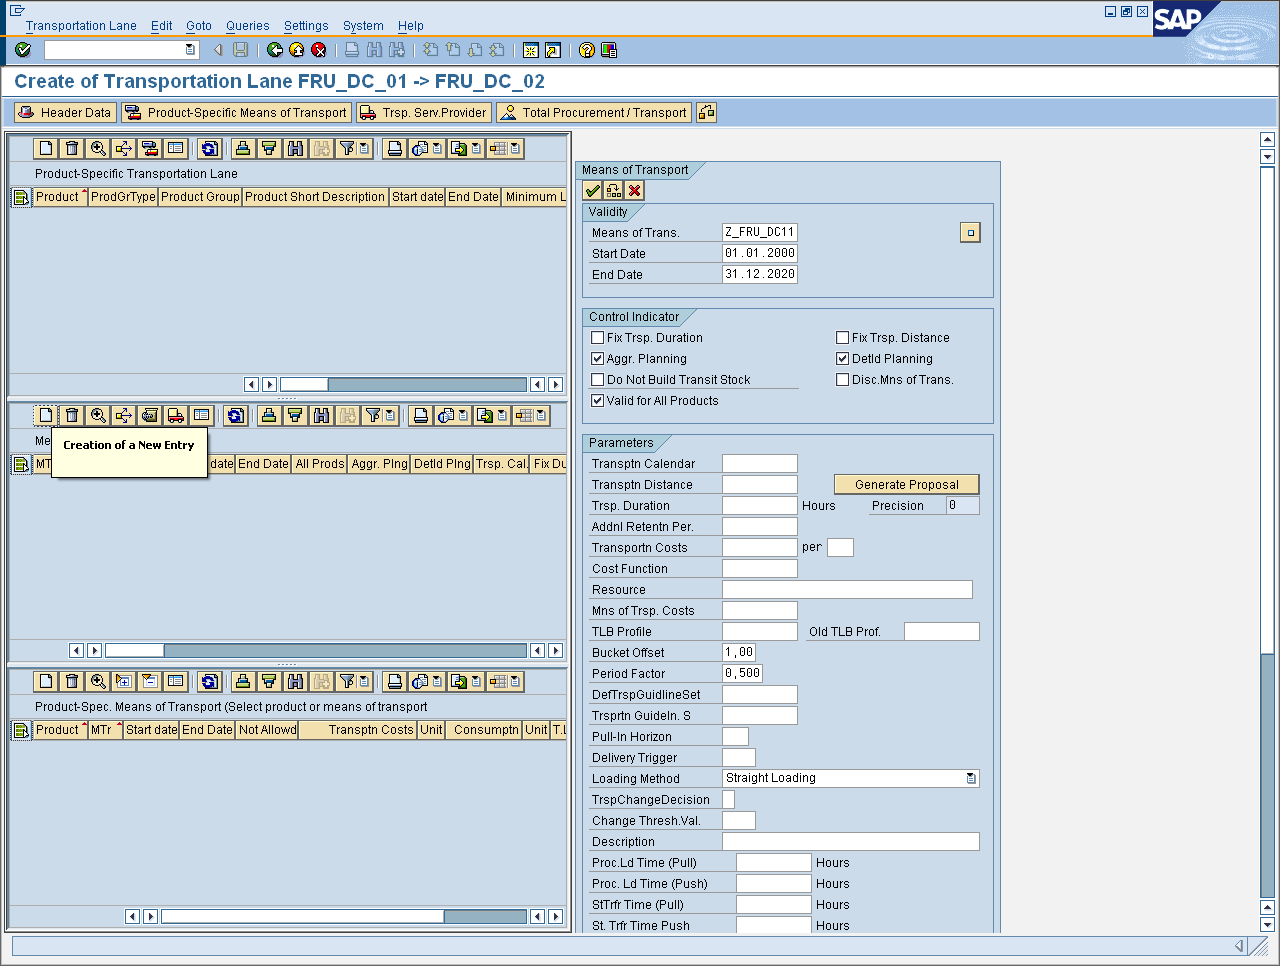 Transportation Lane Edit Goto Queries Settings System Help
SAP
Create of Transportation Lane FRU_DC_01 -> FRU_DC_02
Header Data Product-Specific Means of Transport Trsp. Serv.Provider Total Procurement / Transport
Product-Specific Transportation Lane
Product ProdGrType Product Group Product Short Description Start date End Date Minimum L
Me
Creation of a New Entry
MT date End Date All Prods Aggr. Plng Detld Plng Trsp. Cal. Fix Du
Product-Spec. Means of Transport (Select product or means of transport
Product MTr Start date End Date Not Allowd Transptn Costs Unit Consumptn Unit T.L
Means of Transport
Validity
Means of Trans. Z_FRU_DC11
Start Date 01.01.2000
End Date 31.12.2020
Control Indicator
Fix Trsp. Duration Fix Trsp. Distance
Aggr. Planning Detld Planning
Do Not Build Transit Stock Disc.Mns of Trans.
Valid for All Products
Parameters
Transptn Calendar
Transptn Distance Generate Proposal
Trsp. Duration Hours Precision 0
Addnl Retentn Per.
Transportn Costs per
Cost Function
Resource
Mns of Trsp. Costs
TLB Profile Old TLB Prof.
Bucket Offset 1,00
Period Factor 0,500
DefTrspGuidlineSet
Trsprtn Guideln. S
Pull-In Horizon
Delivery Trigger
Loading Method Straight Loading
TrspChangeDecision
Change Thresh.Val.
Description
Proc.Ld Time (Pull) Hours
Proc. Ld Time (Push) Hours
StTrfr Time (Pull) Hours
St. Trfr Time Push Hours